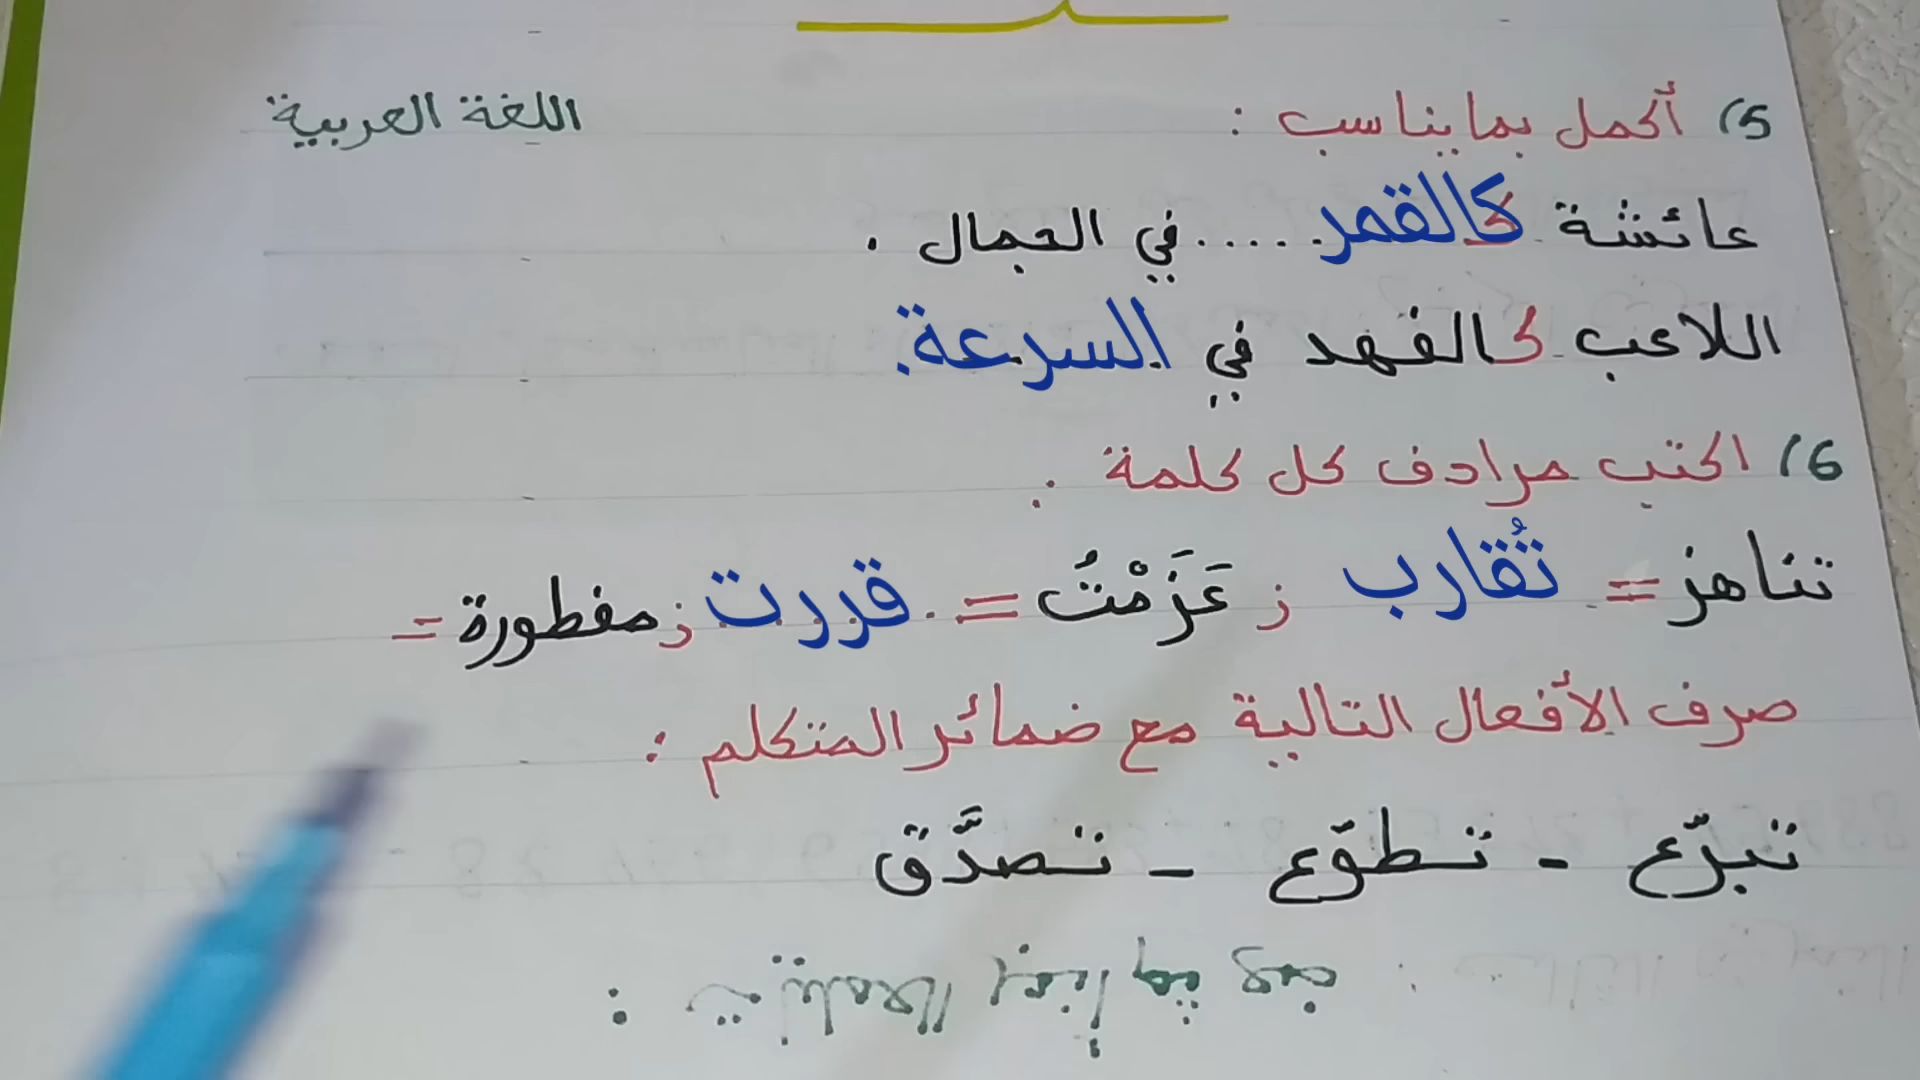 اللغة العربية
5) أكمل بما يناسب :
عائشة كالقمر .... في الجمال .
اللاعب كالفهد في السرعة.
6) اكتب مرادف كل كلمة :
تناهز = تُقارب ; عَزَمْتُ = قررت ; مفطورة =
صرف الأفعال التالية مع ضمائر المتكلم :
تبرّع - تطوّع - تصدَّق